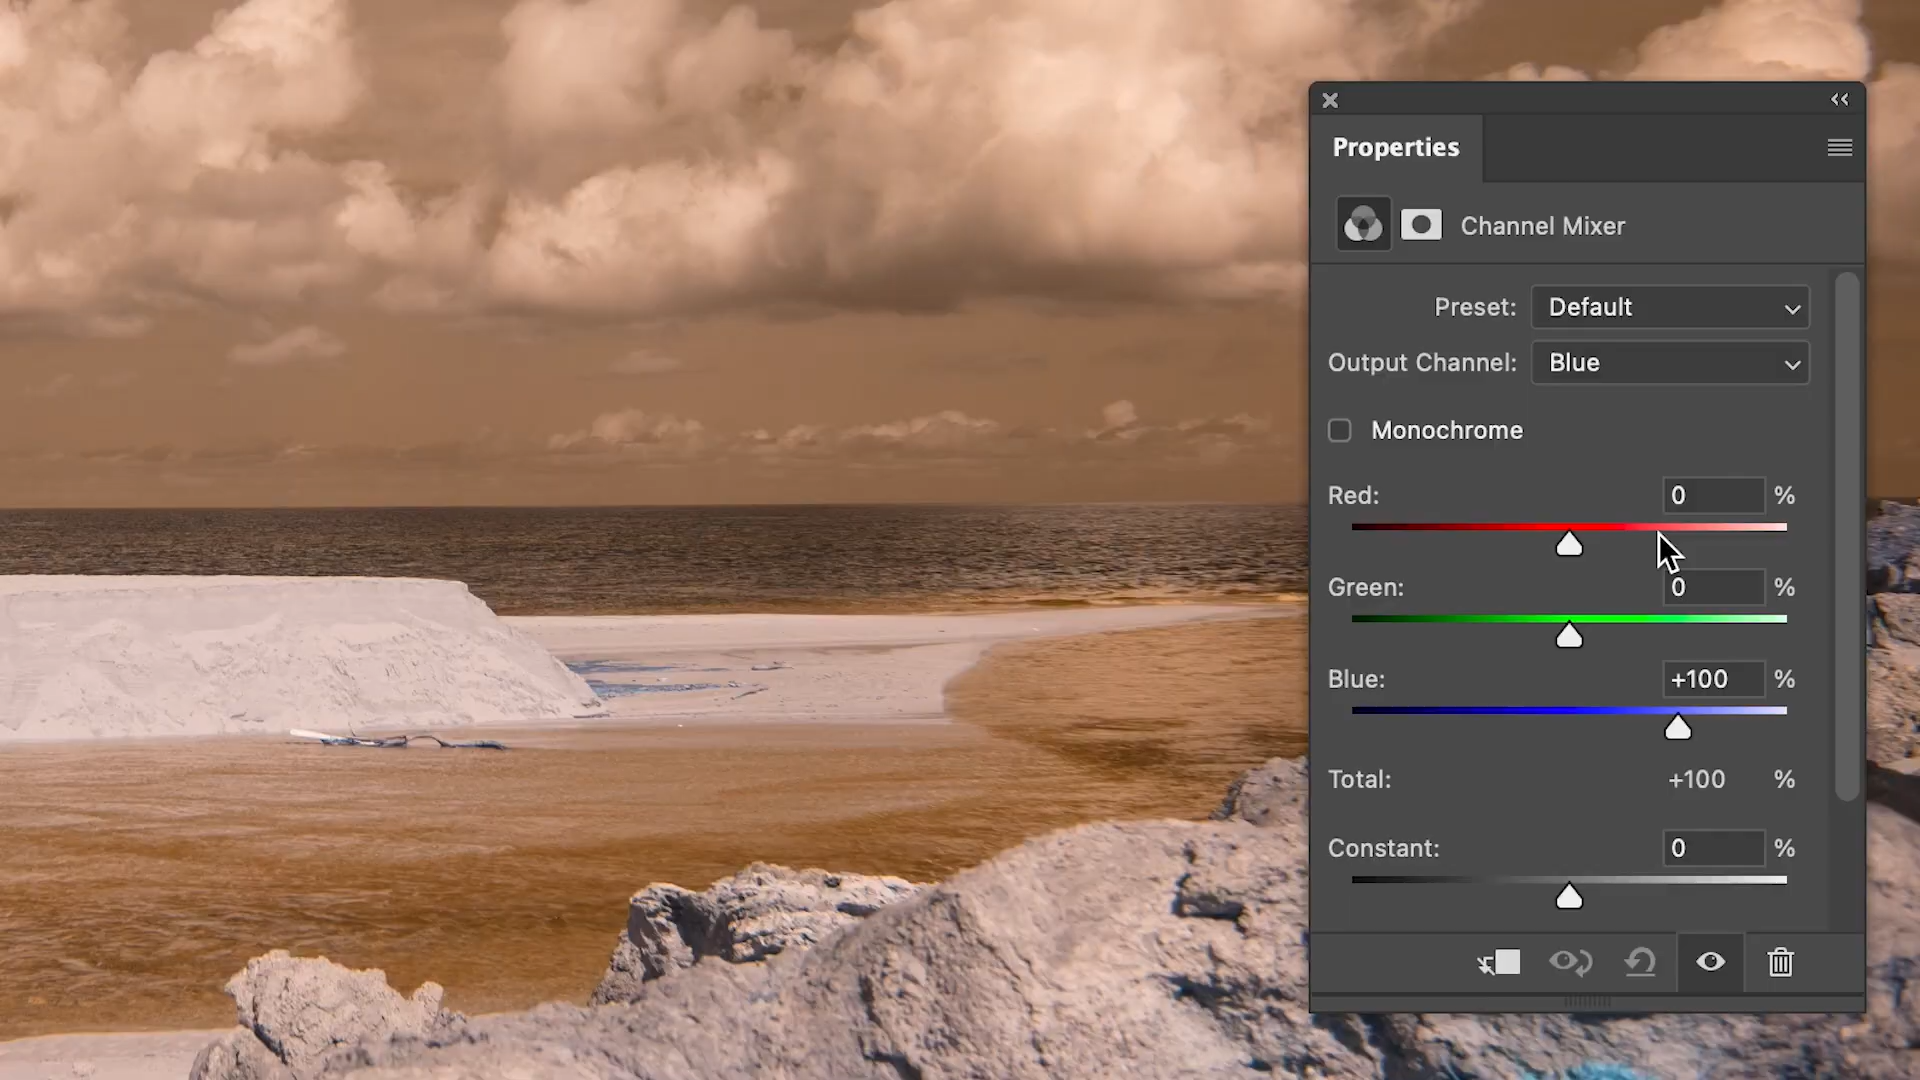 Properties
Channel Mixer
Preset: Default
Output Channel: Blue
Monochrome
Red: 0 %
Green: 0 %
Blue: +100 %
Total: +100 %
Constant: 0 %